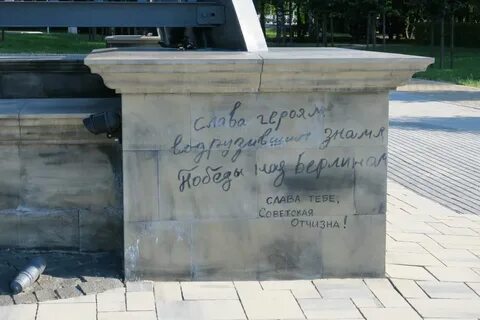 Слава героям
водрузившим знамя
Победы над Берлином
СЛАВА ТЕБЕ,
СОВЕТСКАЯ
ОТЧИЗНА!